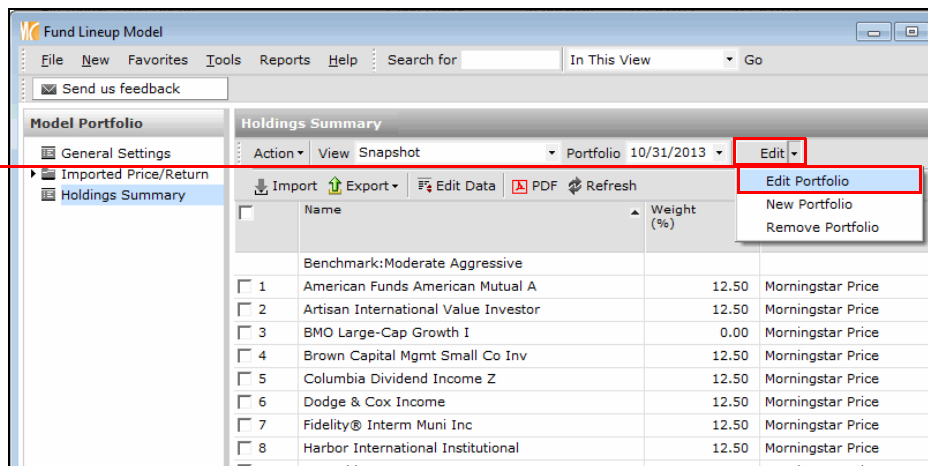 Fund Lineup Model
File New Favorites Tools Reports Help Search for In This View Go
Send us feedback
Model Portfolio
General Settings
Imported Price/Return
Holdings Summary
Holdings Summary
Action View Snapshot Portfolio 10/31/2013 Edit
Import Export Edit Data PDF Refresh
Edit Portfolio
New Portfolio
Remove Portfolio
Name Weight (%)
Benchmark:Moderate Aggressive
1 American Funds American Mutual A 12.50 Morningstar Price
2 Artisan International Value Investor 12.50 Morningstar Price
3 BMO Large-Cap Growth I 0.00 Morningstar Price
4 Brown Capital Mgmt Small Co Inv 12.50 Morningstar Price
5 Columbia Dividend Income Z 12.50 Morningstar Price
6 Dodge & Cox Income 12.50 Morningstar Price
7 Fidelity® Interm Muni Inc 12.50 Morningstar Price
8 Harbor International Institutional 12.50 Morningstar Price